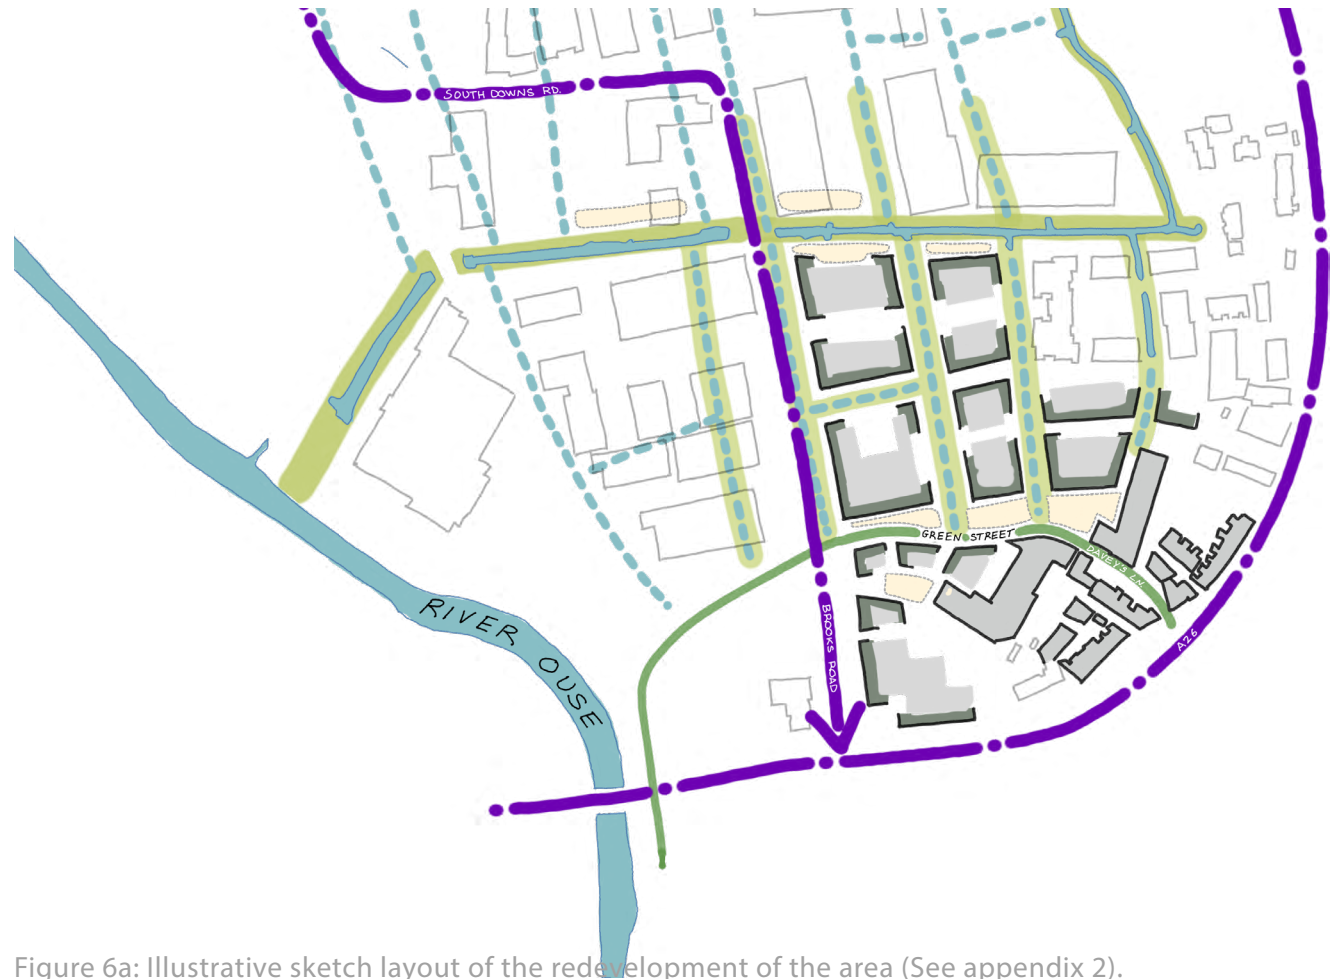 SOUTH DOWNS RD.
GREEN STREET
DAVEY'S LN
RIVER OUSE
BROOKS ROAD
A26
Figure 6a: Illustrative sketch layout of the redevelopment of the area (See appendix 2).